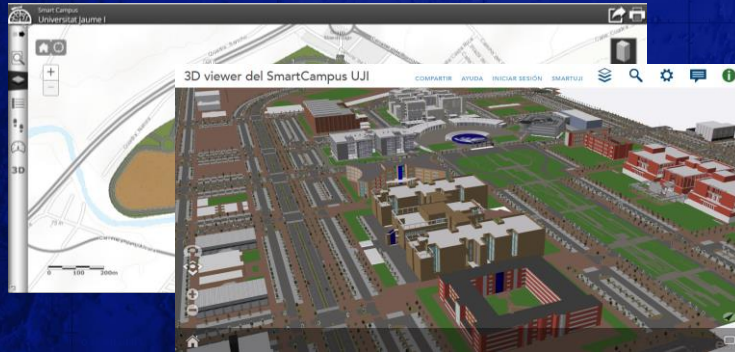 Smart Campus
Universitat Jaume I
3D
0 100 200m
3D viewer del SmartCampus UJI
COMPARTIR AYUDA INICIAR SESIÓN SMARTUJI